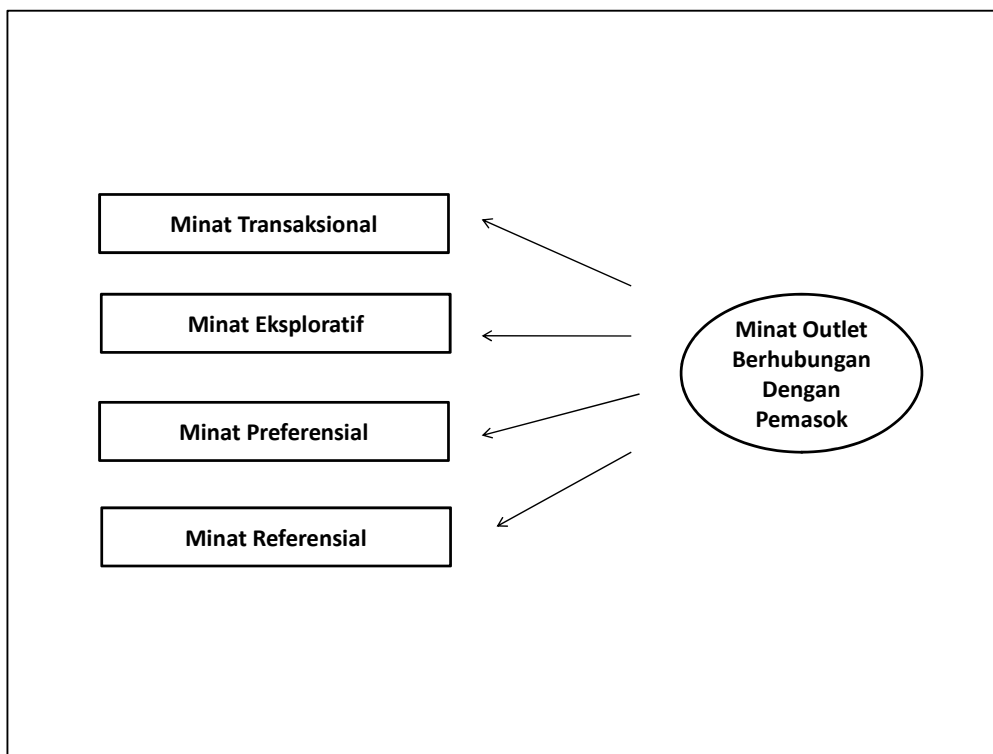 Minat Transaksional
Minat Eksploratif
Minat Preferensial
Minat Referensial
Minat Outlet
Berhubungan
Dengan
Pemasok